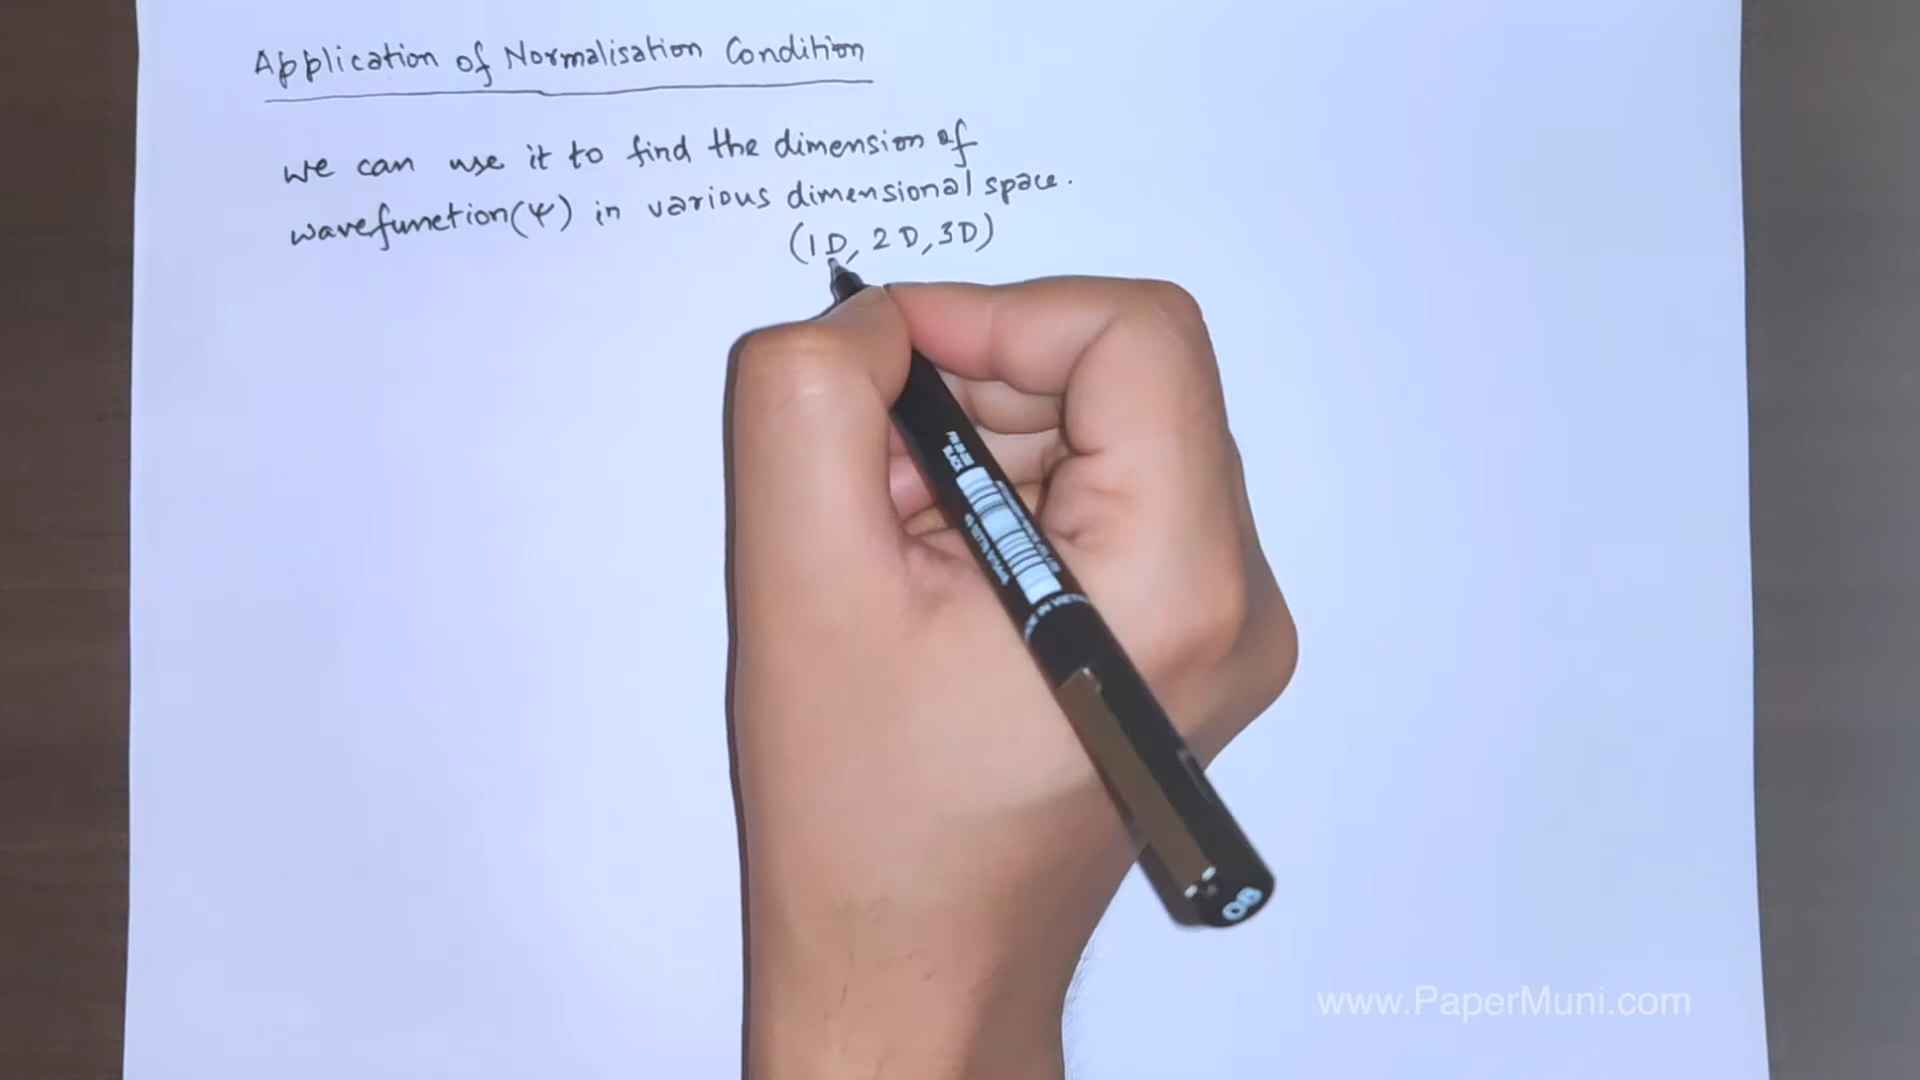 Application of Normalisation Condition
we can use it to find the dimension of
wavefunction(ψ) in various dimensional space.
(1D, 2D, 3D)
08
www.PaperMuni.com